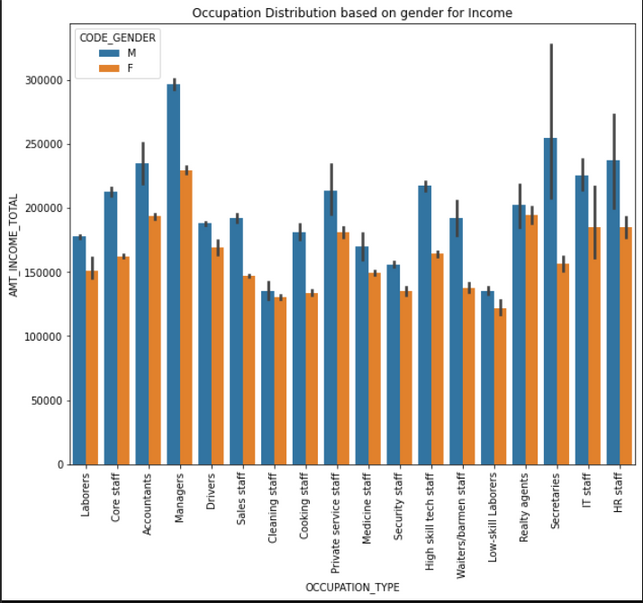 Occupation Distribution based on gender for Income
CODE_GENDER
M
F
AMT_INCOME_TOTAL
300000
250000
200000
150000
100000
50000
0
Laborers
Core staff
Accountants
Managers
Drivers
Sales staff
Cleaning staff
Cooking staff
Private service staff
Medicine staff
Security staff
High skill tech staff
Waiters/barmen staff
Low-skill Laborers
Realty agents
Secretaries
IT staff
HR staff
OCCUPATION_TYPE